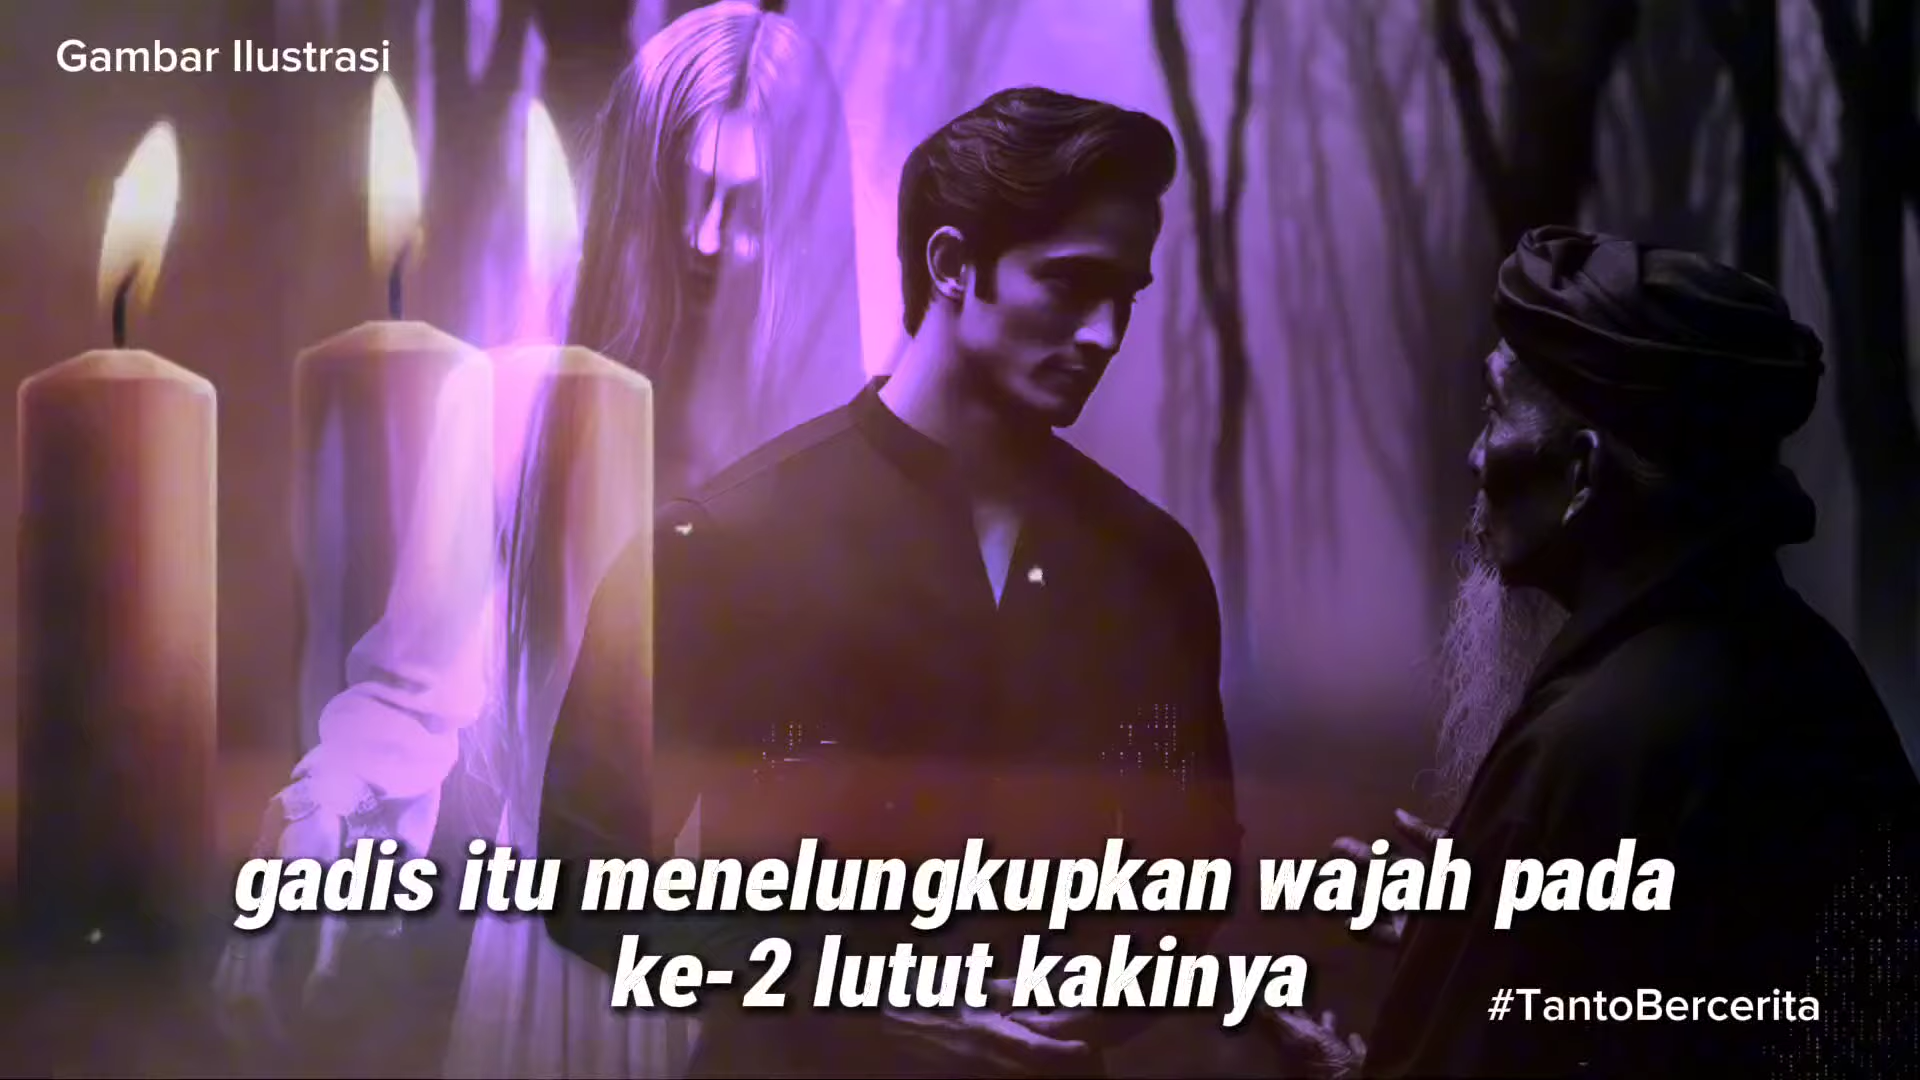 Gambar Ilustrasi
gadis itu menelungkupkan wajah pada
ke-2 lutut kakinya
#TantoBercerita